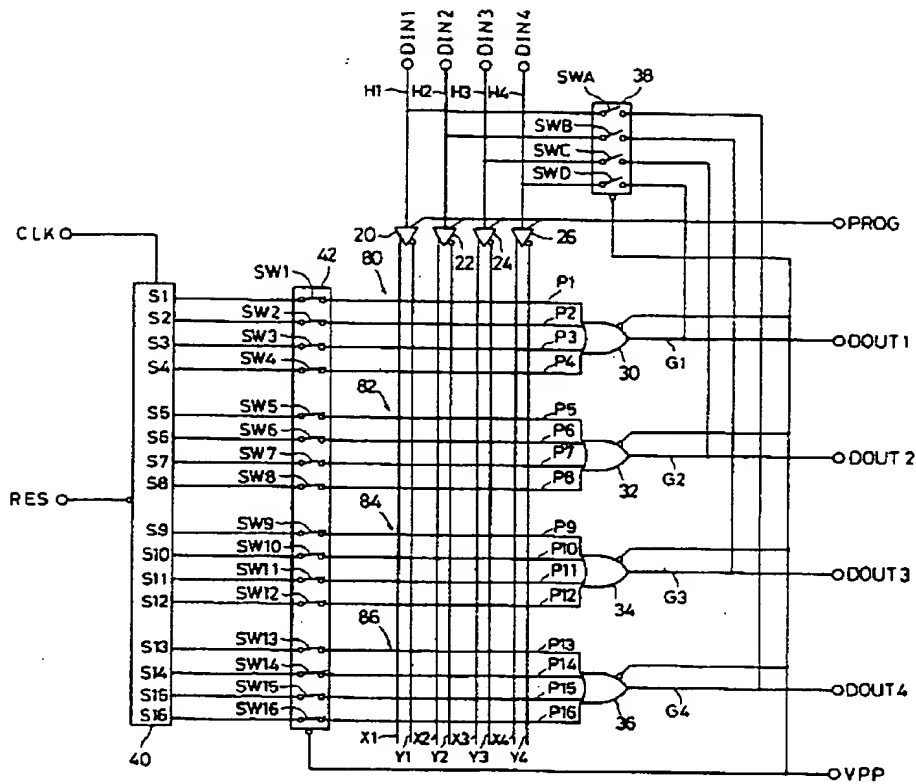 DIN1 DIN2 DIN3 DIN4
H1 H2 H3 H4
SWA 38
SWB
SWC
SWD
20 22 24 26
PROG
CLK
42
80
SW1
S1 P1
S2 SW2 P2
S3 SW3 P3
S4 SW4 P4
30 G1 DOUT1
82
S5 SW5 P5
S6 SW6 P6
S7 SW7 P7
S8 SW8 P8
32 G2 DOUT2
RES
84
S9 SW9 P9
S10 SW10 P10
S11 SW11 P11
S12 SW12 P12
34 G3 DOUT3
86
S13 SW13 P13
S14 SW14 P14
S15 SW15 P15
S16 SW16 P16
36 G4 DOUT4
40
X1 X2 X3 X4
Y1 Y2 Y3 Y4
VPP